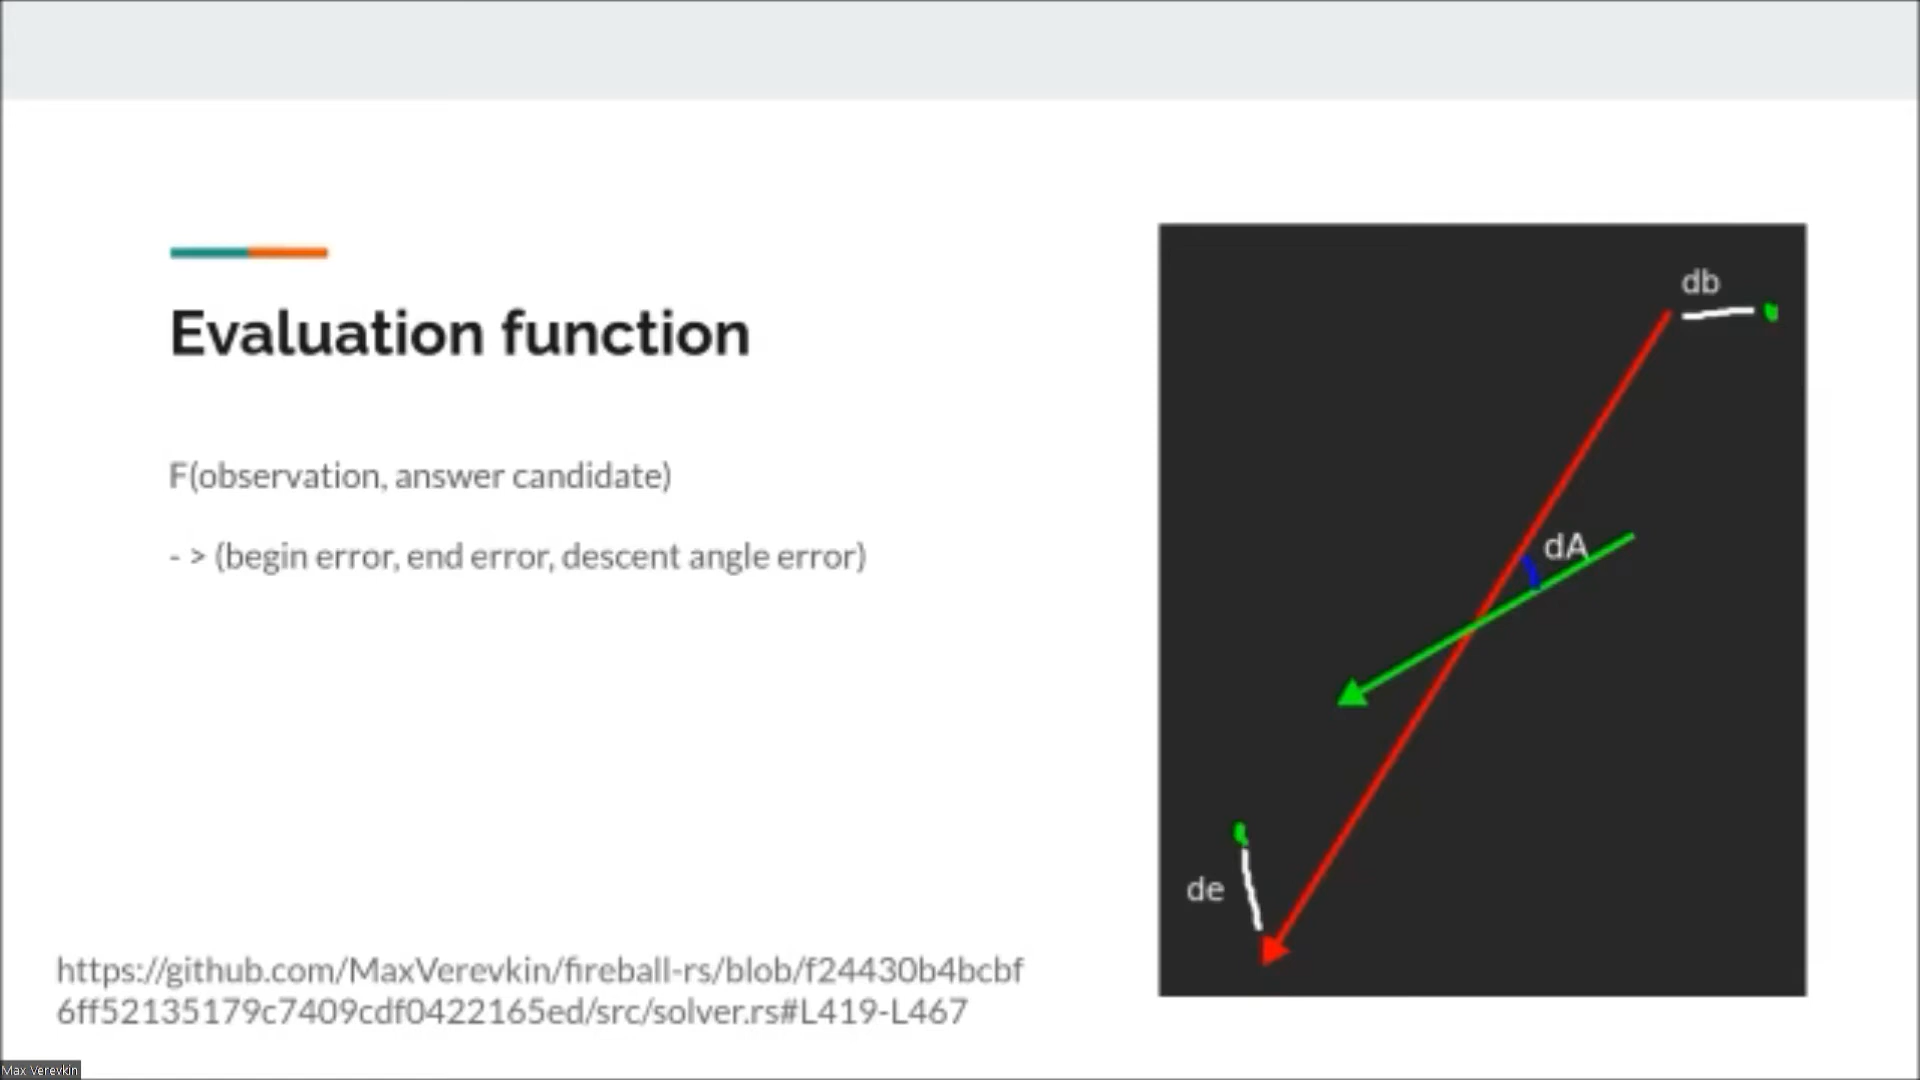 Evaluation function
F(observation, answer candidate)
- > (begin error, end error, descent angle error)
db
dA
de
https://github.com/MaxVerevkin/fireball-rs/blob/f24430b4bcbf
6ff52135179c7409cdf0422165ed/src/solver.rs#L419-L467
Max Verevkin